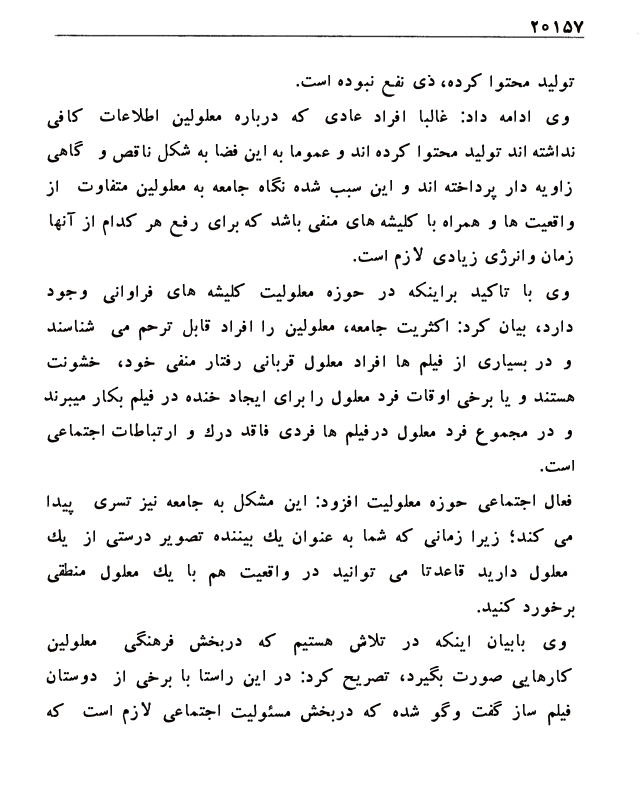 ۲۰۱۵۷
تولید محتوا کرده، ذی نفع نبوده است.
وی ادامه داد: غالبا افراد عادی که درباره معلولین اطلاعات کافی
نداشته اند تولید محتوا کرده اند و عموما به این فضا به شکل ناقص و گاهی
زاویه دار پرداخته اند و این سبب شده نگاه جامعه به معلولین متفاوت از
واقعیت ها و همراه با کلیشه های منفی باشد که برای رفع هر کدام از آنها
زمان وانرژی زیادی لازم است.
وی با تاکید براینکه در حوزه معلولیت کلیشه های فراوانی وجود
دارد، بیان کرد: اکثریت جامعه، معلولین را افراد قابل ترحم می شناسند
و در بسیاری از فیلم ها افراد معلول قربانی رفتار منفی خود، خشونت
هستند و یا برخی اوقات فرد معلول را برای ایجاد خنده در فیلم بکار میبرند
و در مجموع فرد معلول درفیلم ها فردی فاقد درك و ارتباطات اجتماعی
است.
فعال اجتماعی حوزه معلولیت افزود: این مشکل به جامعه نیز تسری پیدا
می کند؛ زیرا زمانی که شما به عنوان یك بیننده تصویر درستی از یك
معلول دارید قاعدتا می توانید در واقعیت هم با یك معلول منطقی
برخورد کنید.
وی بابیان اینکه در تلاش هستیم که دربخش فرهنگی معلولین
کارهایی صورت بگیرد، تصریح کرد: در این راستا با برخی از دوستان
فیلم ساز گفت وگو شده که دربخش مسئولیت اجتماعی لازم است که